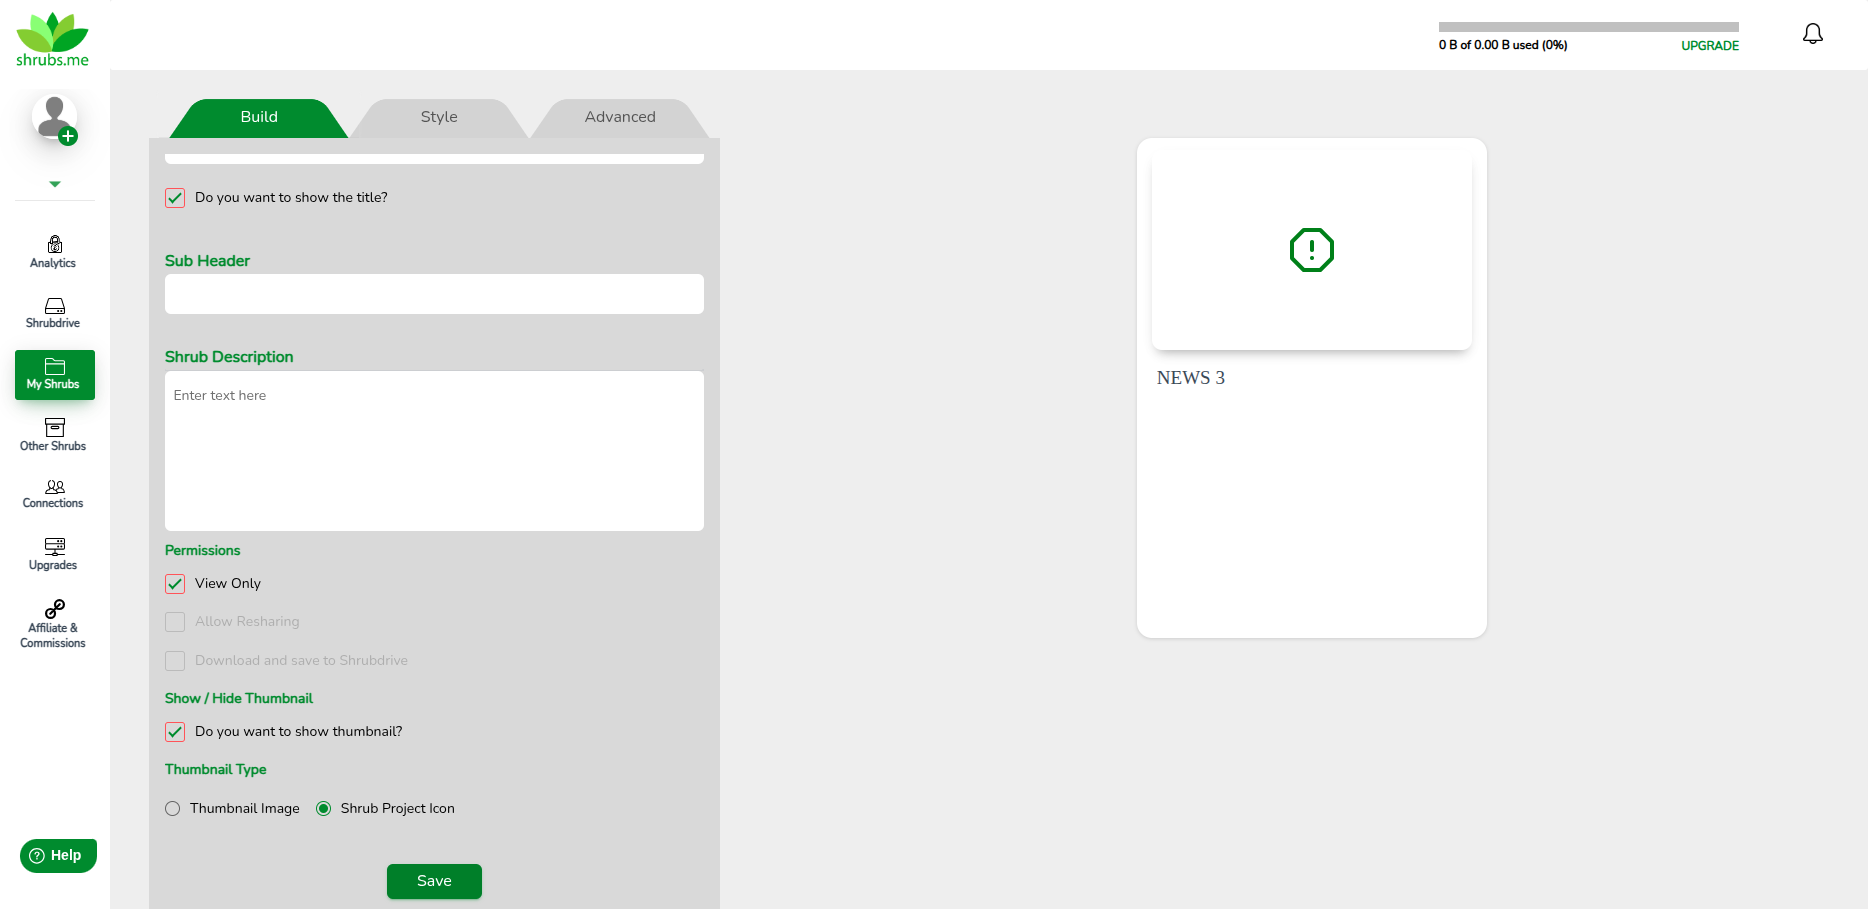 shrubs.me
0 B of 0.00 B used (0%)
UPGRADE
Build
Style
Advanced
Do you want to show the title?
Sub Header
Shrub Description
Enter text here
Permissions
View Only
Allow Resharing
Download and save to Shrubdrive
Show / Hide Thumbnail
Do you want to show thumbnail?
Thumbnail Type
Thumbnail Image
Shrub Project Icon
Save
NEWS 3
Analytics
Shrubdrive
My Shrubs
Other Shrubs
Connections
Upgrades
Affiliate &
Commissions
Help